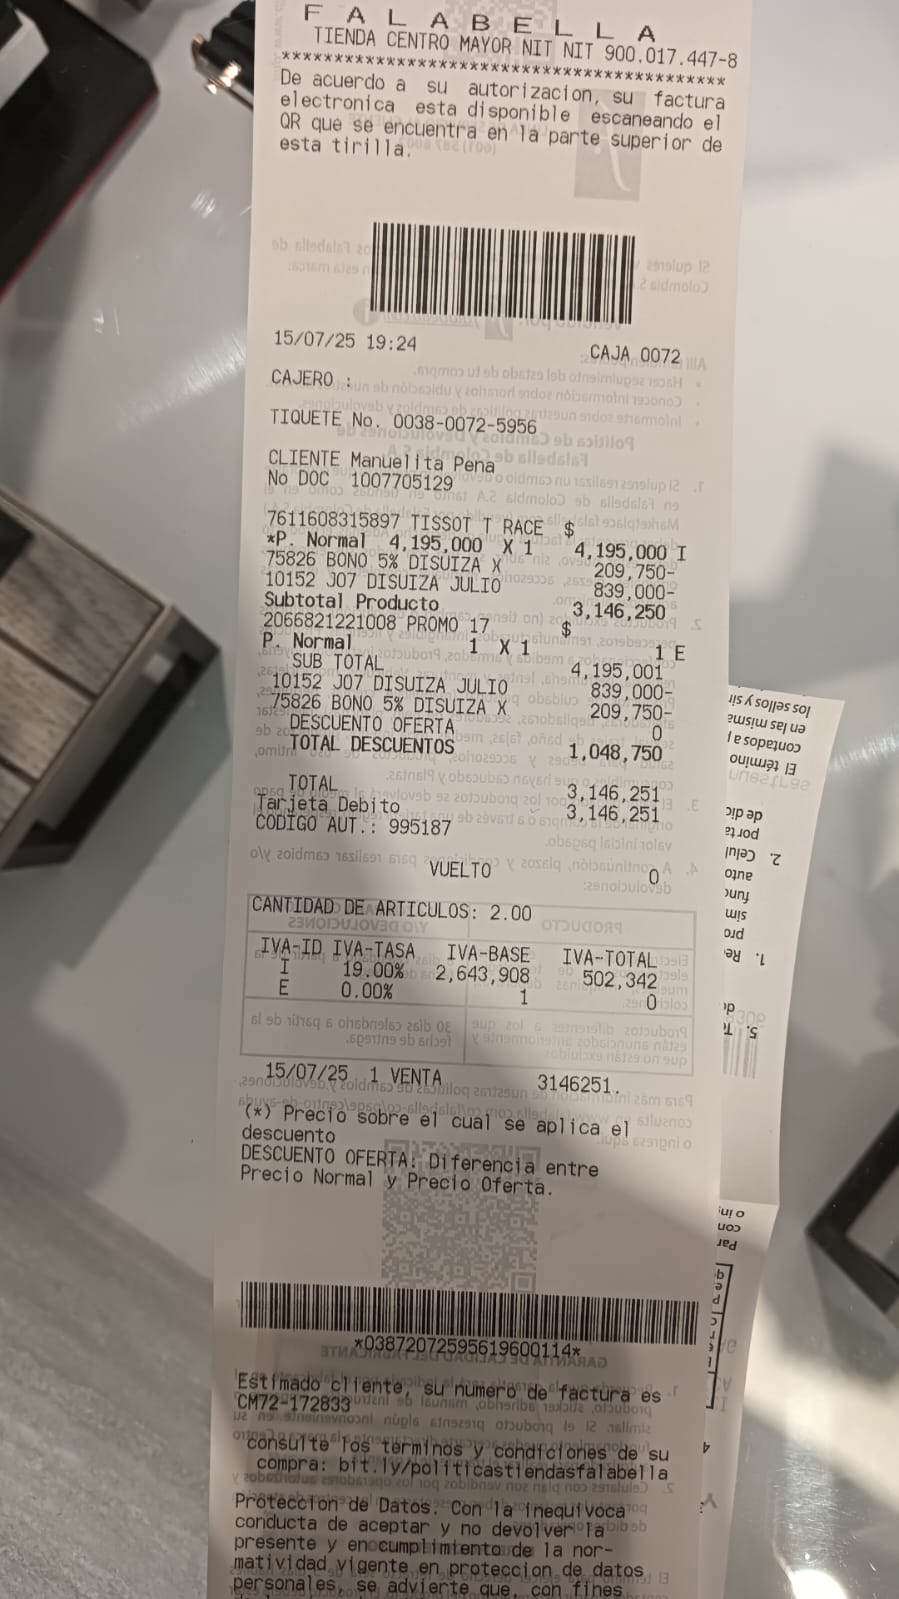 F A L A B E L L A
TIENDA CENTRO MAYOR NIT NIT 900.017.447-8
******************************************
De acuerdo a su autorizacion, su factura
electronica esta disponible escaneando el
QR que se encuentra en la parte superior de
esta tirilla.
15/07/25 19:24 CAJA 0072
CAJERO :
TIQUETE No. 0038-0072-5956
CLIENTE Manuelita Pena
No DOC 1007705129
7611608315897 TISSOT T RACE $
*P. Normal 4,195,000 X 1 4,195,000 I
75826 BONO 5% DISUIZA X 209,750-
10152 J07 DISUIZA JULIO 839,000-
Subtotal Producto 3,146,250
2066821221008 PROMO 17 $
P. Normal 1 X 1 1 E
SUB TOTAL 4,195,001
10152 J07 DISUIZA JULIO 839,000-
75826 BONO 5% DISUIZA X 209,750-
DESCUENTO OFERTA 0
TOTAL DESCUENTOS 1,048,750
TOTAL 3,146,251
Tarjeta Debito 3,146,251
CODIGO AUT.: 995187
VUELTO 0
CANTIDAD DE ARTICULOS: 2.00
IVA-ID IVA-TASA IVA-BASE IVA-TOTAL
I 19.00% 2,643,908 502,342
E 0.00% 1 0
15/07/25 1 VENTA 3146251.
(*) Precio sobre el cual se aplica el
descuento
DESCUENTO OFERTA: Diferencia entre
Precio Normal y Precio Oferta.
*03872072595619600114*
Estimado cliente, su numero de factura es
CM72-172833
consulte los terminos y condiciones de su
compra: bit.ly/politicastiendasfalabella
Proteccion de Datos. Con la inequivoca
conducta de aceptar y no devolver la
presente y en cumplimiento de la nor-
matividad vigente en proteccion de datos
personales, se advierte que, con fines